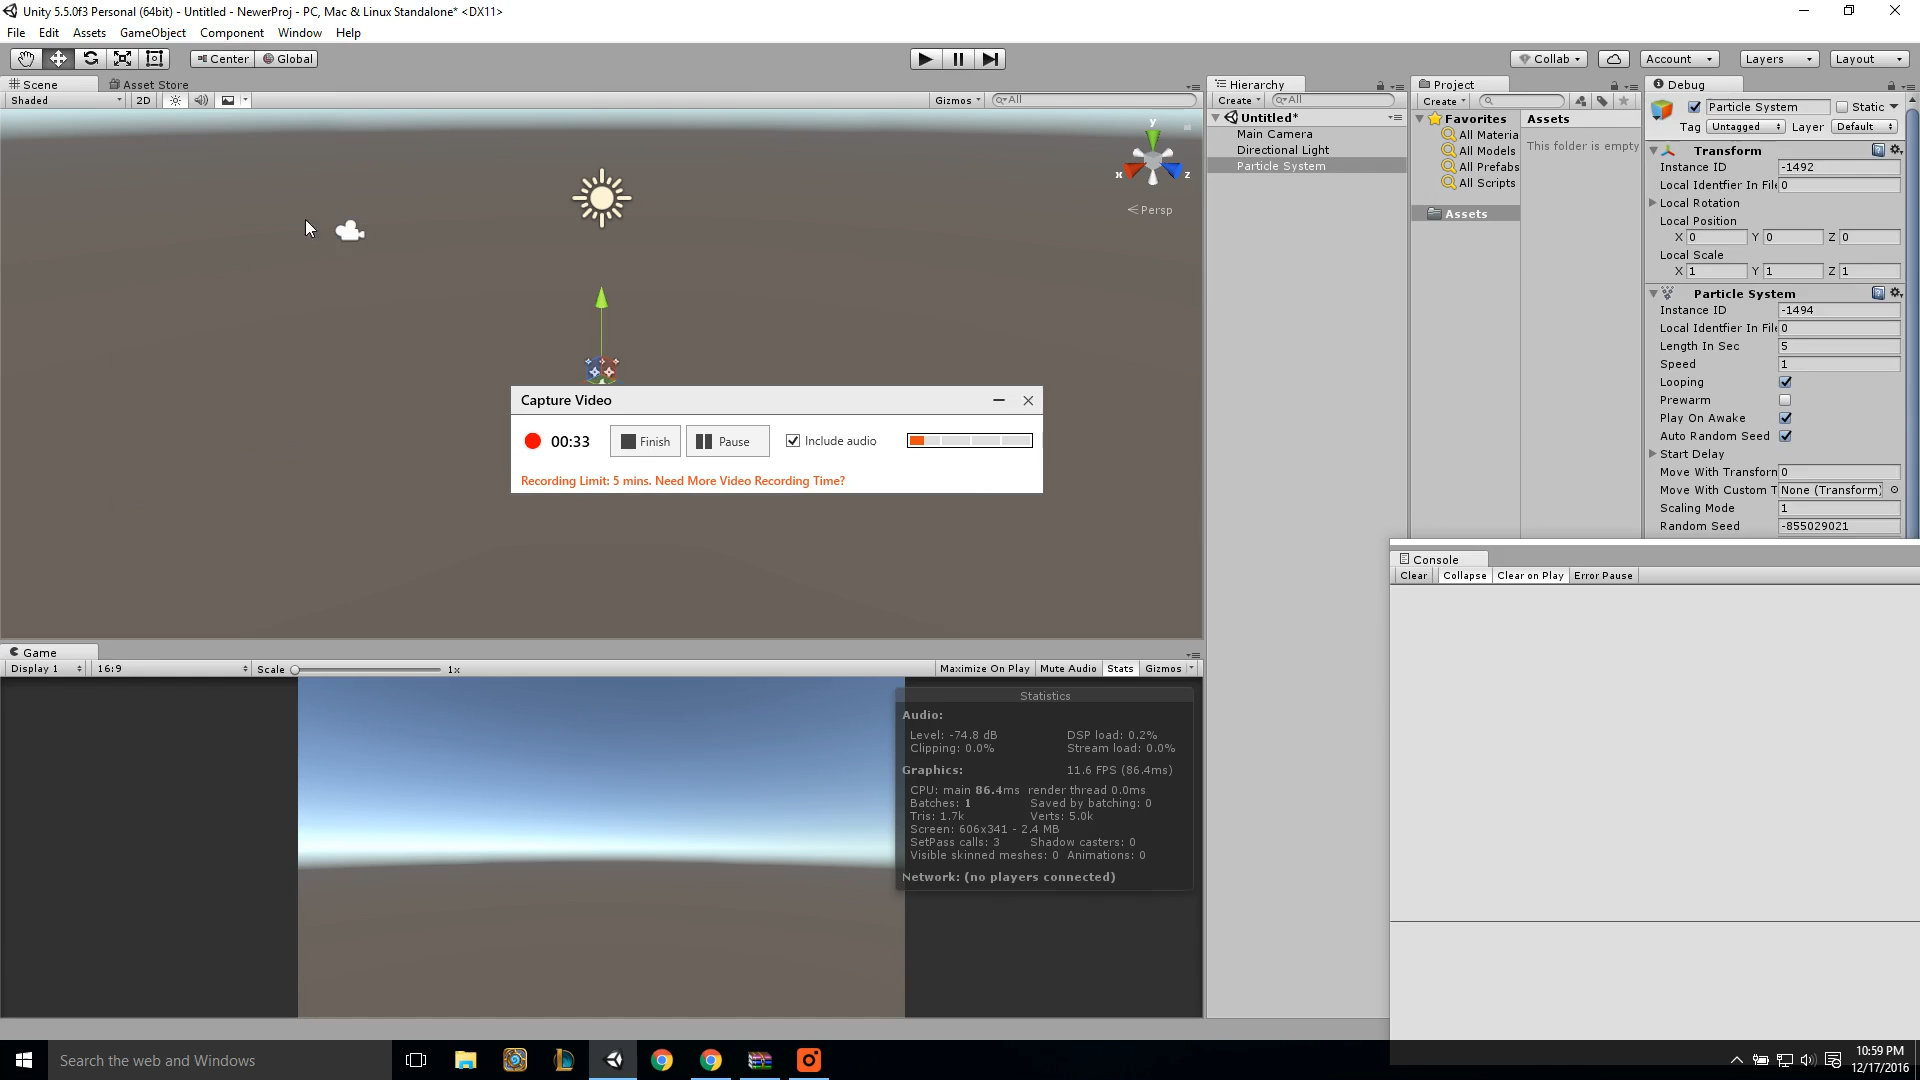 Unity 5.5.0f3 Personal (64bit) - Untitled - NewerProj - PC, Mac & Linux Standalone* <DX11>
File Edit Assets GameObject Component Window Help
Center Global
Collab Account Layers Layout
Scene Asset Store
Shaded 2D Gizmos All
y
x z
Persp
Hierarchy
Create All
Untitled*
Main Camera
Directional Light
Particle System
Project
Create
Favorites
All Materia
All Models
All Prefabs
All Scripts
Assets
Assets
This folder is empty
Debug
Particle System Static
Tag Untagged Layer Default
Transform
Instance ID -1492
Local Identfier In File 0
Local Rotation
Local Position
X 0 Y 0 Z 0
Local Scale
X 1 Y 1 Z 1
Particle System
Instance ID -1494
Local Identfier In File 0
Length In Sec 5
Speed 1
Looping
Prewarm
Play On Awake
Auto Random Seed
Start Delay
Move With Transforn 0
Move With Custom T None (Transform)
Scaling Mode 1
Random Seed -855029021
Capture Video
00:33 Finish Pause Include audio
Recording Limit: 5 mins. Need More Video Recording Time?
Console
Clear Collapse Clear on Play Error Pause
Game
Display 1 16:9 Scale 1x Maximize On Play Mute Audio Stats Gizmos
Statistics
Audio:
Level: -74.8 dB DSP load: 0.2%
Clipping: 0.0% Stream load: 0.0%
Graphics: 11.6 FPS (86.4ms)
CPU: main 86.4ms render thread 0.0ms
Batches: 1 Saved by batching: 0
Tris: 1.7k Verts: 5.0k
Screen: 606x341 - 2.4 MB
SetPass calls: 3 Shadow casters: 0
Visible skinned meshes: 0 Animations: 0
Network: (no players connected)
Search the web and Windows
10:59 PM
12/17/2016